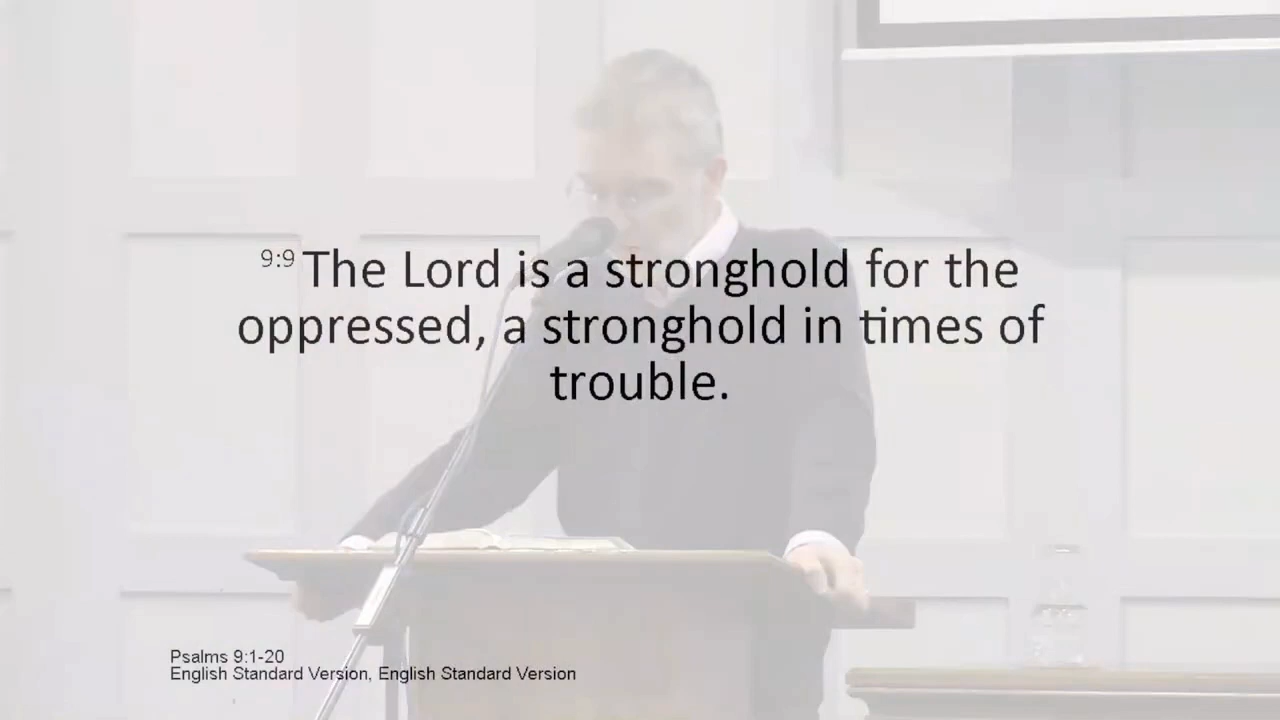 9:9 The Lord is a stronghold for the
oppressed, a stronghold in times of
trouble.
Psalms 9:1-20
English Standard Version, English Standard Version